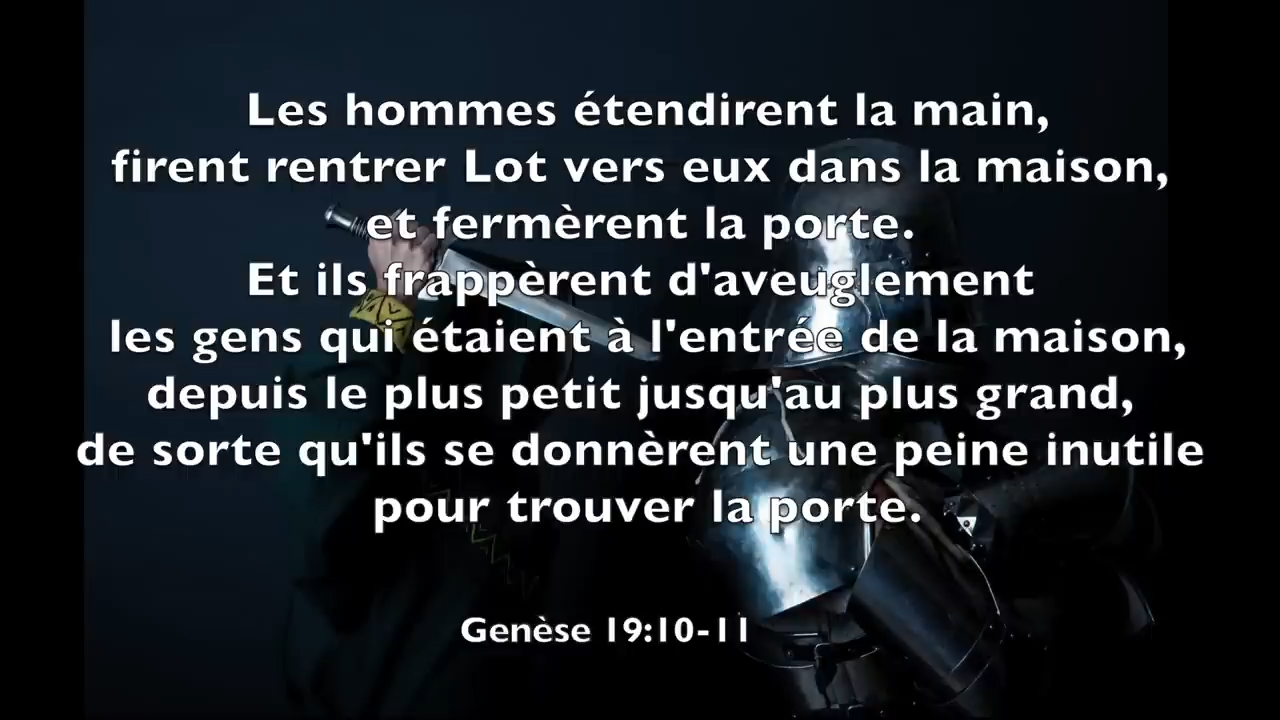 Les hommes étendirent la main,
firent rentrer Lot vers eux dans la maison,
et fermèrent la porte.
Et ils frappèrent d'aveuglement
les gens qui étaient à l'entrée de la maison,
depuis le plus petit jusqu'au plus grand,
de sorte qu'ils se donnèrent une peine inutile
pour trouver la porte.
Genèse 19:10-11